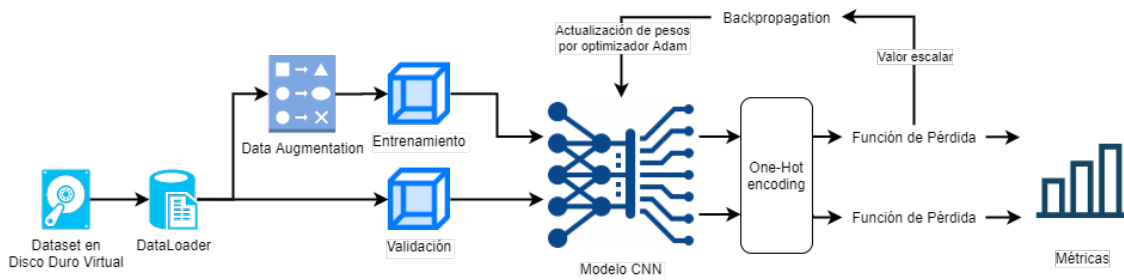 Actualización de pesos
por optimizador Adam
Backpropagation
Valor escalar
Data Augmentation
Entrenamiento
One-Hot
encoding
Función de Pérdida
Dataset en
Disco Duro Virtual
DataLoader
Validación
Función de Pérdida
Modelo CNN
Métricas